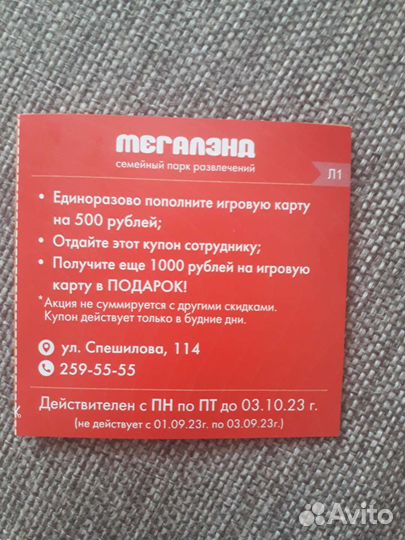 МЕГАЛЭНД
семейный парк развлечений
Л1
• Единоразово пополните игровую карту
на 500 рублей;
• Отдайте этот купон сотруднику;
• Получите еще 1000 рублей на игровую
карту в ПОДАРОК!
*Акция не суммируется с другими скидками.
Купон действует только в будние дни.
ул. Спешилова, 114
259-55-55
Действителен с ПН по ПТ до 03.10.23 г.
(не действует с 01.09.23г. по 03.09.23г.)
Avito